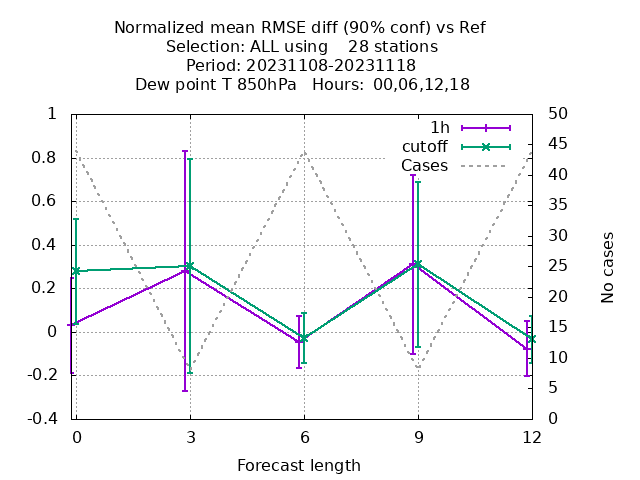 Normalized mean RMSE diff (90% conf) vs Ref
Selection: ALL using    28 stations
Period: 20231108-20231118
Dew point T 850hPa   Hours: 00,06,12,18
1h
cutoff
Cases
1
0.8
0.6
0.4
0.2
0
-0.2
-0.4
50
45
40
35
30
25
20
15
10
5
0
No cases
0 3 6 9 12
Forecast length